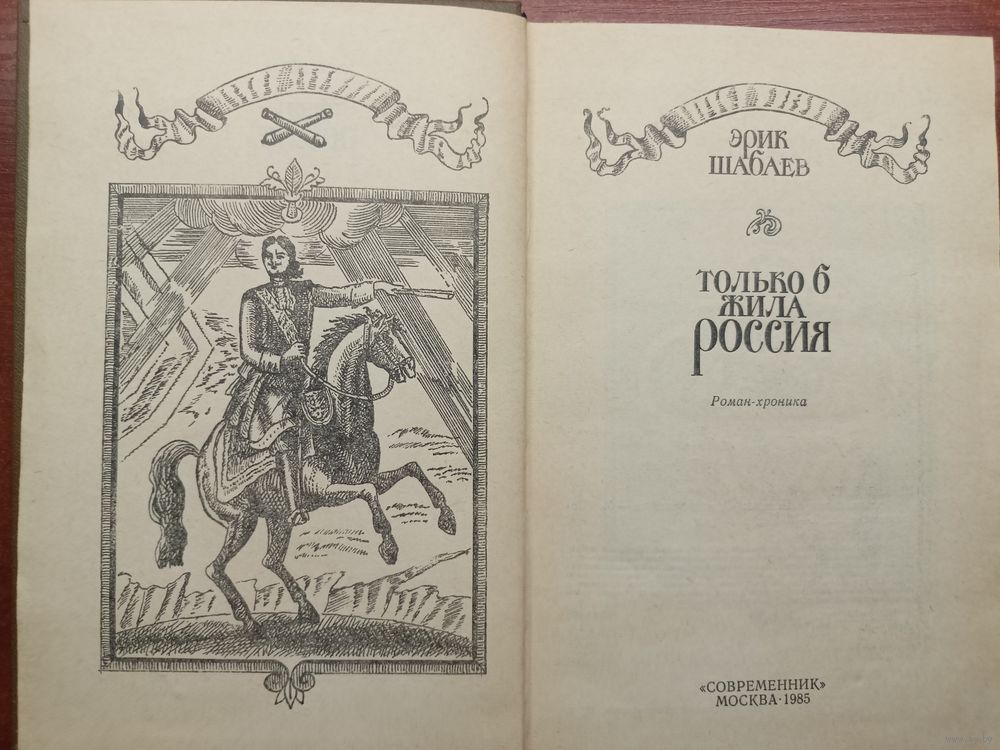 ЭРИК
ШАБАЕВ
ТОЛЬКО Б
ЖИЛА
РОССИЯ
Роман-хроника
«СОВРЕМЕННИК»
МОСКВА·1985